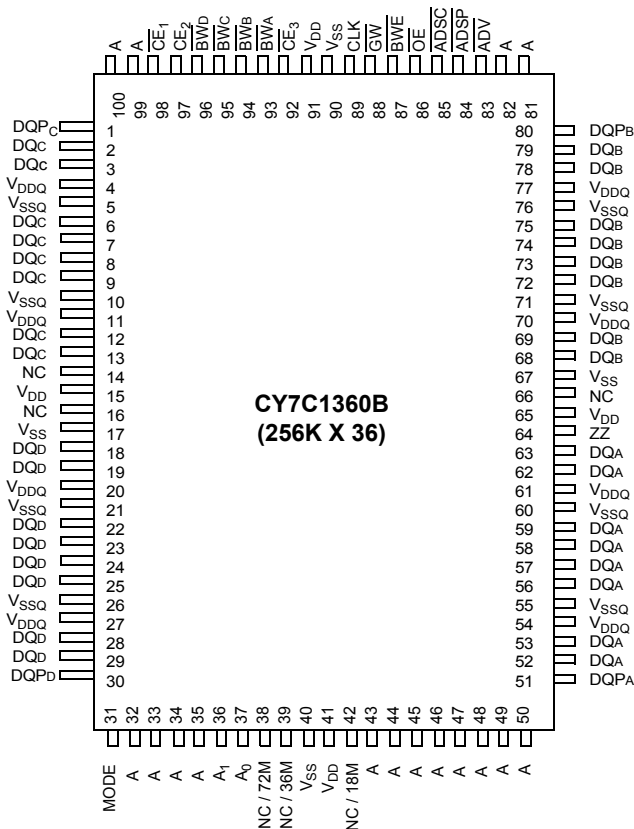 A
A
CE1
CE2
BWD
BWC
BWB
BWA
CE3
VDD
VSS
CLK
GW
BWE
OE
ADSC
ADSP
ADV
A
A
100
99
98
97
96
95
94
93
92
91
90
89
88
87
86
85
84
83
82
81
DQPC 1
DQC 2
DQC 3
VDDQ 4
VSSQ 5
DQC 6
DQC 7
DQC 8
DQC 9
VSSQ 10
VDDQ 11
DQC 12
DQC 13
NC 14
VDD 15
NC 16
VSS 17
DQD 18
DQD 19
VDDQ 20
VSSQ 21
DQD 22
DQD 23
DQD 24
DQD 25
VSSQ 26
VDDQ 27
DQD 28
DQD 29
DQPD 30
CY7C1360B
(256K X 36)
80 DQPB
79 DQB
78 DQB
77 VDDQ
76 VSSQ
75 DQB
74 DQB
73 DQB
72 DQB
71 VSSQ
70 VDDQ
69 DQB
68 DQB
67 VSS
66 NC
65 VDD
64 ZZ
63 DQA
62 DQA
61 VDDQ
60 VSSQ
59 DQA
58 DQA
57 DQA
56 DQA
55 VSSQ
54 VDDQ
53 DQA
52 DQA
51 DQPA
31
32
33
34
35
36
37
38
39
40
41
42
43
44
45
46
47
48
49
50
MODE
A
A
A
A
A1
A0
NC / 72M
NC / 36M
VSS
VDD
NC / 18M
A
A
A
A
A
A
A
A